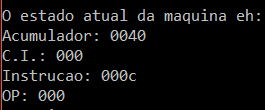 O estado atual da maquina eh:
Acumulador: 0040
C.I.: 000
Instrucao: 000c
OP: 000